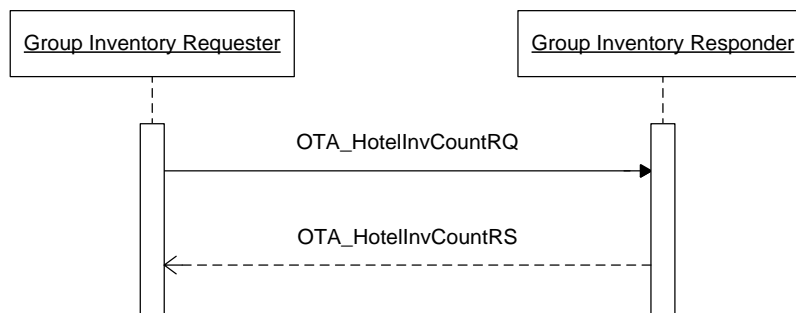 Group Inventory Requester
Group Inventory Responder
OTA_HotelInvCountRQ
OTA_HotelInvCountRS